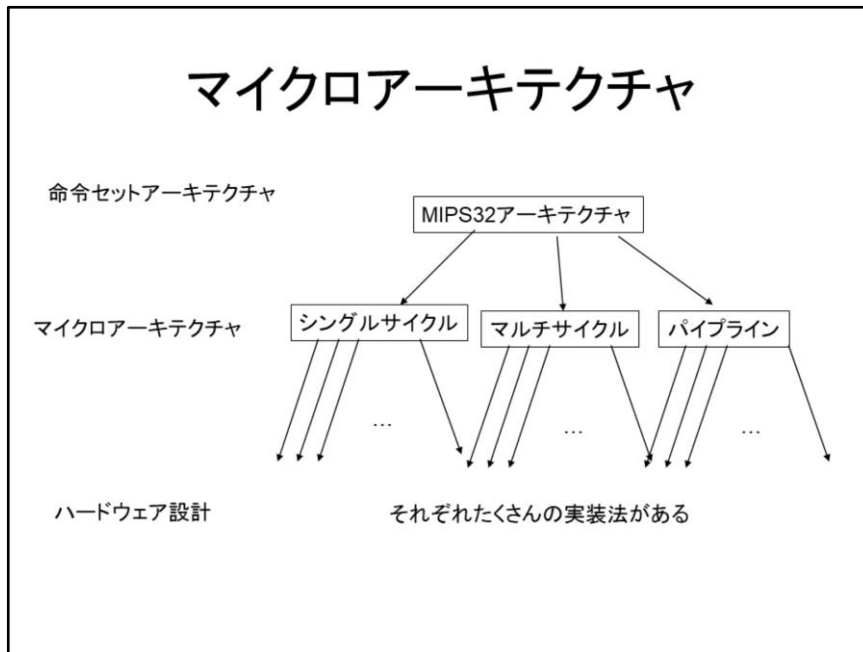 マイクロアーキテクチャ
命令セットアーキテクチャ
MIPS32アーキテクチャ
マイクロアーキテクチャ
シングルサイクル
マルチサイクル
パイプライン
…
…
…
ハードウェア設計
それぞれたくさんの実装法がある